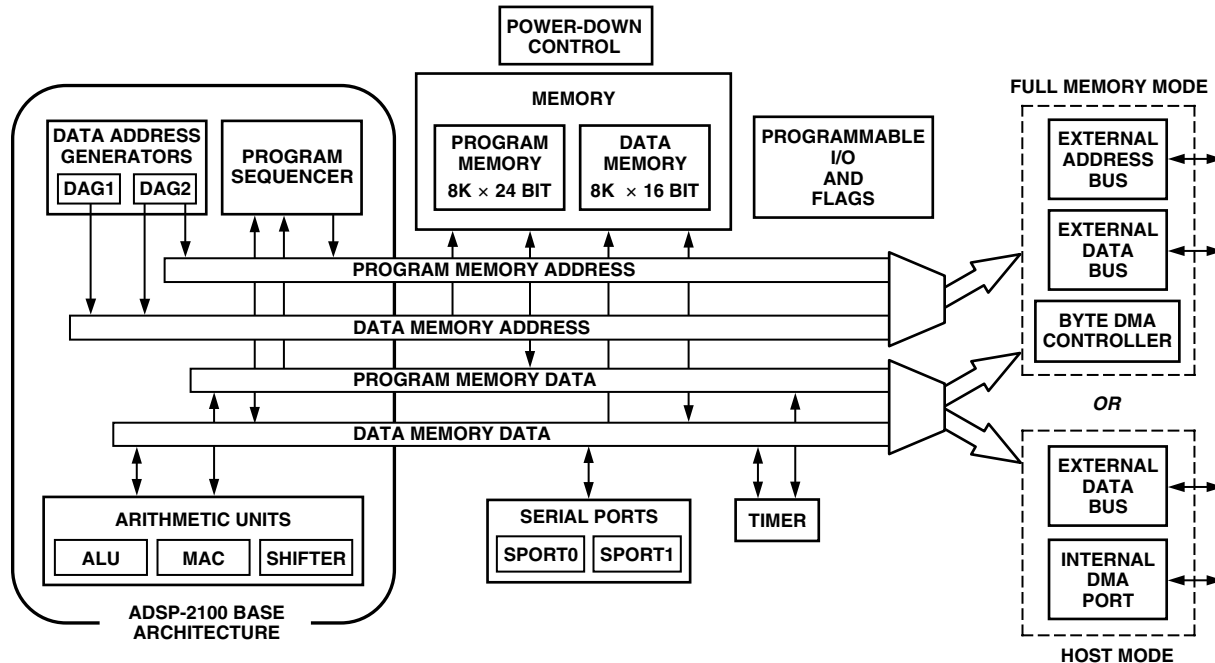 POWER-DOWN
CONTROL
MEMORY
PROGRAM
MEMORY
8K × 24 BIT
DATA
MEMORY
8K × 16 BIT
PROGRAMMABLE
I/O
AND
FLAGS
DATA ADDRESS
GENERATORS
DAG1
DAG2
PROGRAM
SEQUENCER
PROGRAM MEMORY ADDRESS
DATA MEMORY ADDRESS
PROGRAM MEMORY DATA
DATA MEMORY DATA
ARITHMETIC UNITS
ALU
MAC
SHIFTER
ADSP-2100 BASE
ARCHITECTURE
SERIAL PORTS
SPORT0
SPORT1
TIMER
FULL MEMORY MODE
EXTERNAL
ADDRESS
BUS
EXTERNAL
DATA
BUS
BYTE DMA
CONTROLLER
OR
EXTERNAL
DATA
BUS
INTERNAL
DMA
PORT
HOST MODE